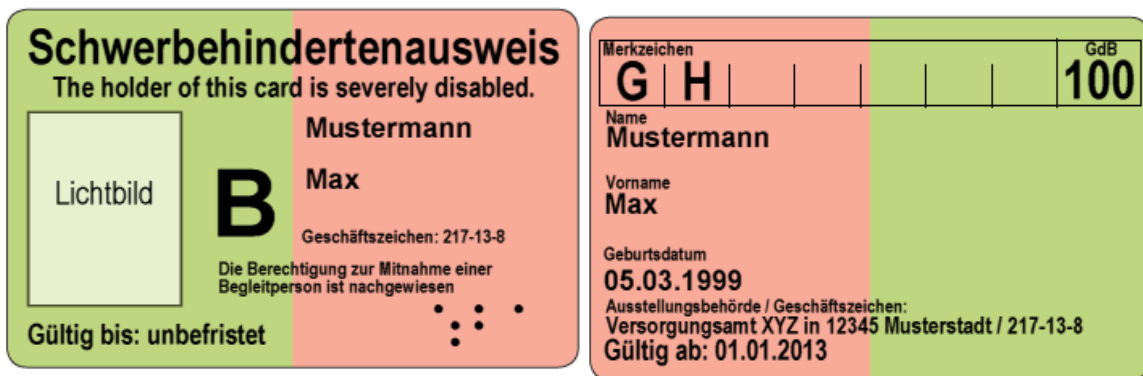 Schwerbehindertenausweis
The holder of this card is severely disabled.
Lichtbild
B
Mustermann
Max
Geschäftszeichen: 217-13-8
Die Berechtigung zur Mitnahme einer
Begleitperson ist nachgewiesen
Gültig bis: unbefristet
Merkzeichen GdB
G H 100
Name
Mustermann
Vorname
Max
Geburtsdatum
05.03.1999
Ausstellungsbehörde / Geschäftszeichen:
Versorgungsamt XYZ in 12345 Musterstadt / 217-13-8
Gültig ab: 01.01.2013